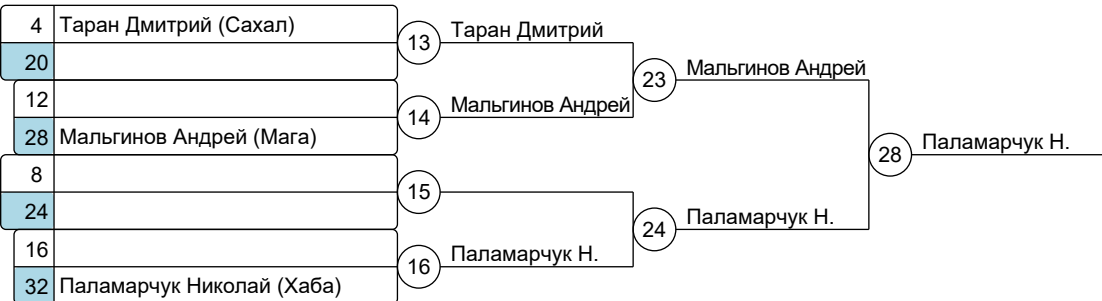 4 Таран Дмитрий (Сахал)
13 Таран Дмитрий
20
23 Мальгинов Андрей
12
14 Мальгинов Андрей
28 Мальгинов Андрей (Мага)
28 Паламарчук Н.
8
15
24
24 Паламарчук Н.
16
16 Паламарчук Н.
32 Паламарчук Николай (Хаба)